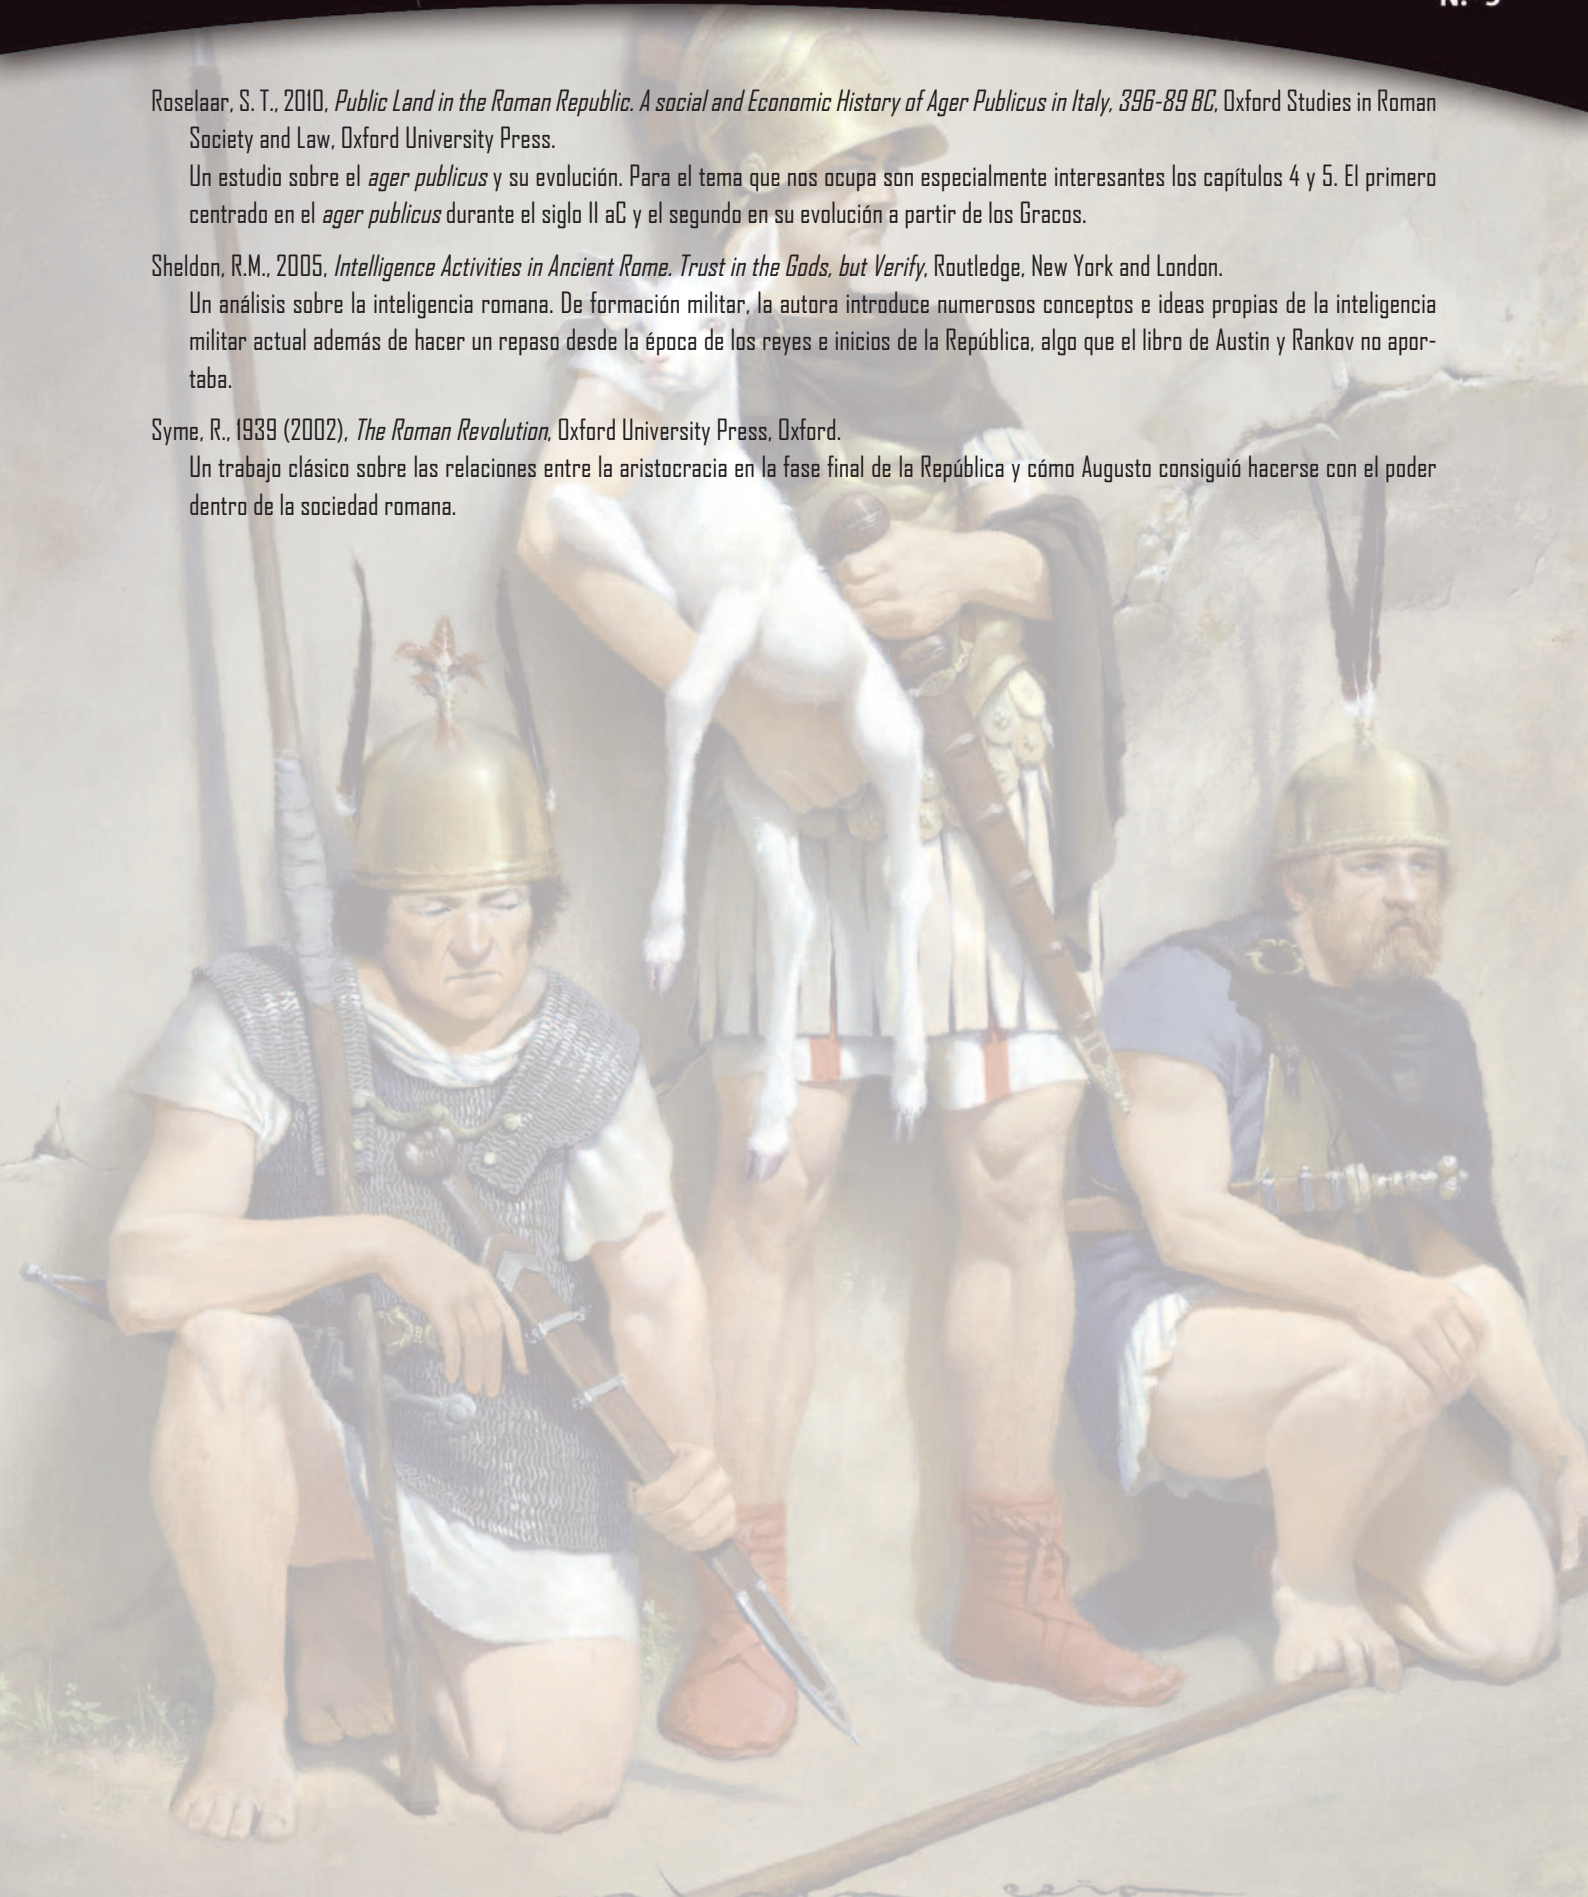 Roselaar, S. T., 2010, Public Land in the Roman Republic. A social and Economic History of Ager Publicus in Italy, 396-89 BC, Oxford Studies in Roman
Society and Law, Oxford University Press.
Un estudio sobre el ager publicus y su evolución. Para el tema que nos ocupa son especialmente interesantes los capítulos 4 y 5. El primero
centrado en el ager publicus durante el siglo II aC y el segundo en su evolución a partir de los Gracos.
Sheldon, R.M., 2005, Intelligence Activities in Ancient Rome. Trust in the Gods, but Verify, Routledge, New York and London.
Un análisis sobre la inteligencia romana. De formación militar, la autora introduce numerosos conceptos e ideas propias de la inteligencia
militar actual además de hacer un repaso desde la época de los reyes e inicios de la República, algo que el libro de Austin y Rankov no apor-
taba.
Syme, R., 1939 (2002), The Roman Revolution, Oxford University Press, Oxford.
Un trabajo clásico sobre las relaciones entre la aristocracia en la fase final de la República y cómo Augusto consiguió hacerse con el poder
dentro de la sociedad romana.